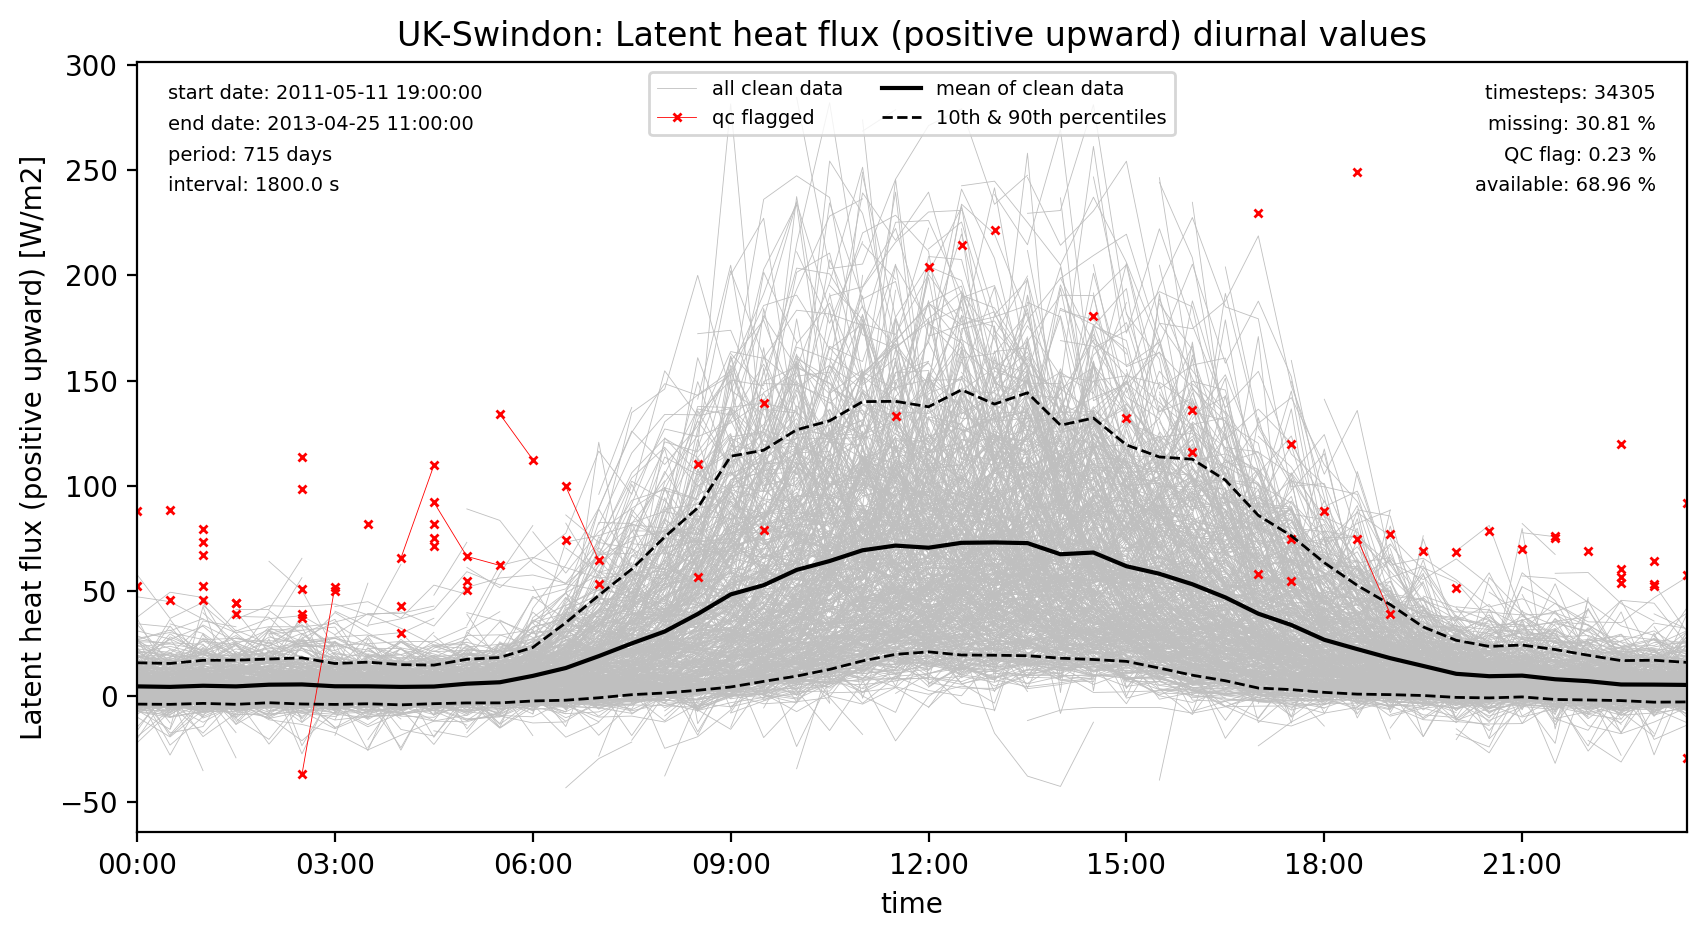 UK-Swindon: Latent heat flux (positive upward) diurnal values
start date: 2011-05-11 19:00:00
end date: 2013-04-25 11:00:00
period: 715 days
interval: 1800.0 s
all clean data
qc flagged
mean of clean data
10th & 90th percentiles
timesteps: 34305
missing: 30.81 %
QC flag: 0.23 %
available: 68.96 %
Latent heat flux (positive upward) [W/m2]
300
250
200
150
100
50
0
−50
00:00 03:00 06:00 09:00 12:00 15:00 18:00 21:00
time